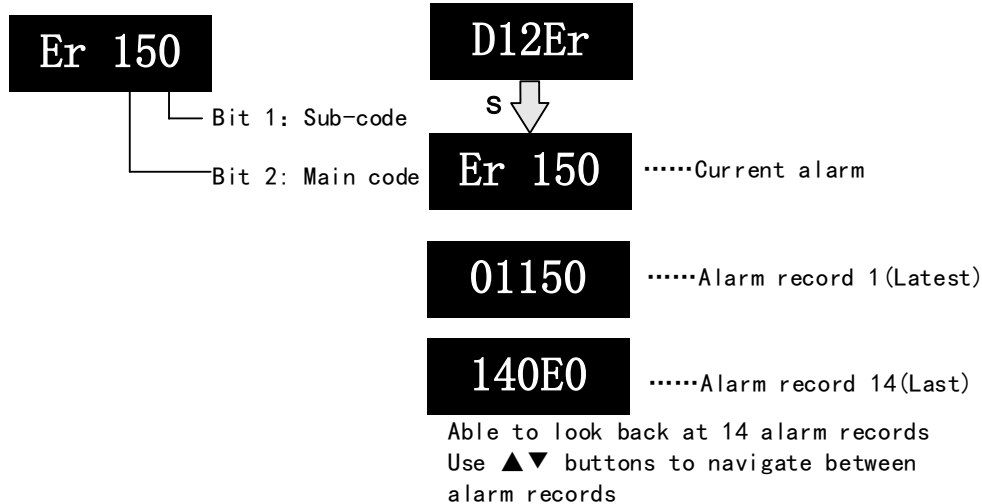 Er 150
Bit 1: Sub-code
Bit 2: Main code
D12Er
S
Er 150
······Current alarm
01150
······Alarm record 1(Latest)
140E0
······Alarm record 14(Last)
Able to look back at 14 alarm records
Use ▲▼ buttons to navigate between
alarm records